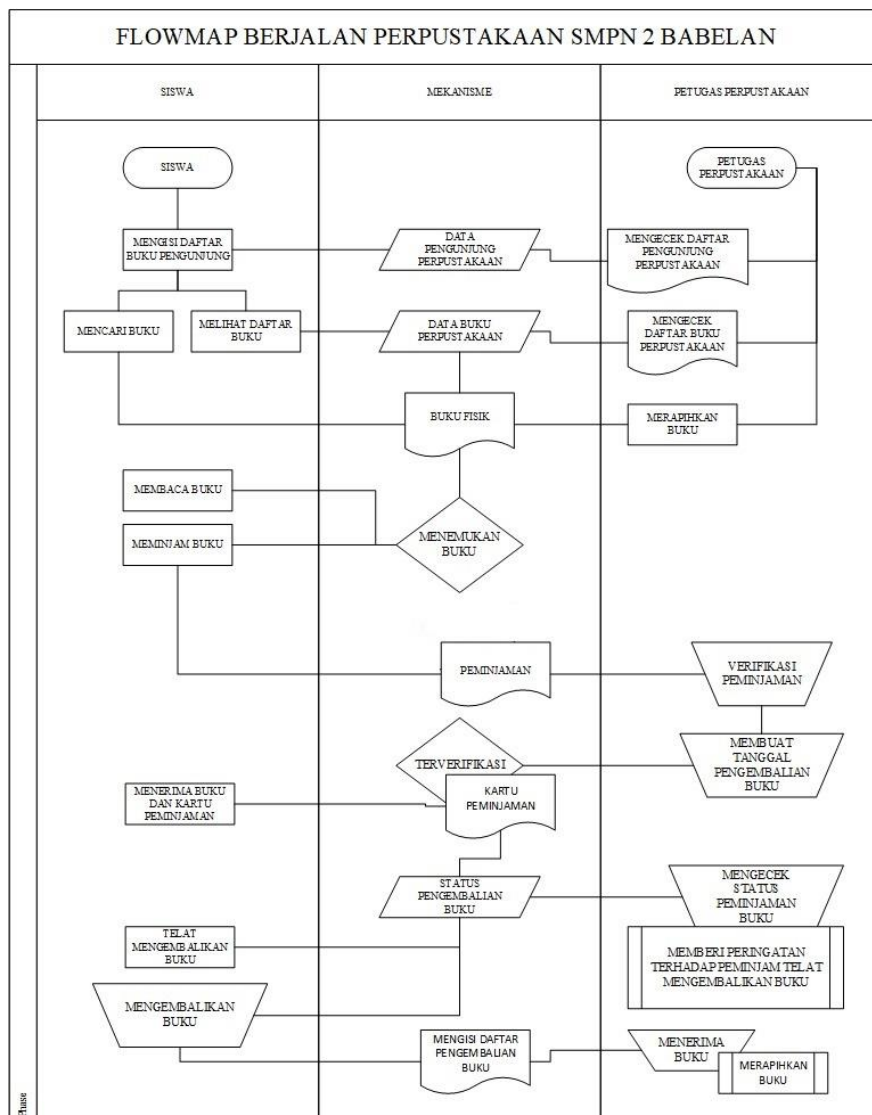 FLOWMAP BERJALAN PERPUSTAKAAN SMPN 2 BABELAN
SISWA
MEKANISME
PETUGAS PERPUSTAKAAN
SISWA
PETUGAS
PERPUSTAKAAN
MENGISI DAFTAR
BUKU PENGUNJUNG
DATA
PENGUNJUNG
PERPUSTAKAAN
MENGECEK DAFTAR
PENGUNJUNG
PERPUSTAKAAN
MENCARI BUKU
MELIHAT DAFTAR
BUKU
DATA BUKU
PERPUSTAKAAN
MENGECEK
DAFTAR BUKU
PERPUSTAKAAN
BUKU FISIK
MERAPIHKAN
BUKU
MEMBACA BUKU
MEMINJAM BUKU
MENEMUKAN
BUKU
PEMINJAMAN
VERIFIKASI
PEMINJAMAN
TERVERIFIKASI
MEMBUAT
TANGGAL
PENGEMBALIAN
BUKU
MENERIMA BUKU
DAN KARTU
PEMINJAMAN
KARTU
PEMINJAMAN
STATUS
PENGEMBALIAN
BUKU
MENGECEK
STATUS
PEMINJAMAN
BUKU
TELAT
MENGEMBALIKAN
BUKU
MEMBERI PERINGATAN
TERHADAP PEMINJAM TELAT
MENGEMBALIKAN BUKU
MENGEMBALIKAN
BUKU
MENGISI DAFTAR
PENGEMBALIAN
BUKU
MENERIMA
BUKU
MERAPIHKAN
BUKU
Phase